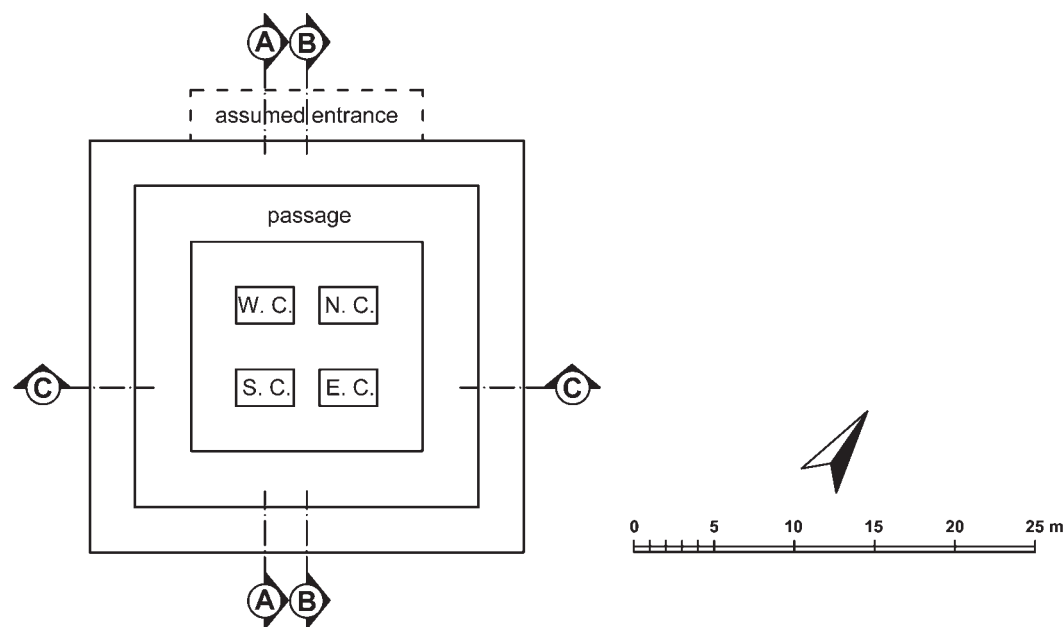 A B
assumed entrance
passage
W. C. N. C.
C S. C. E. C. C
0 5 10 15 20 25 m
A B